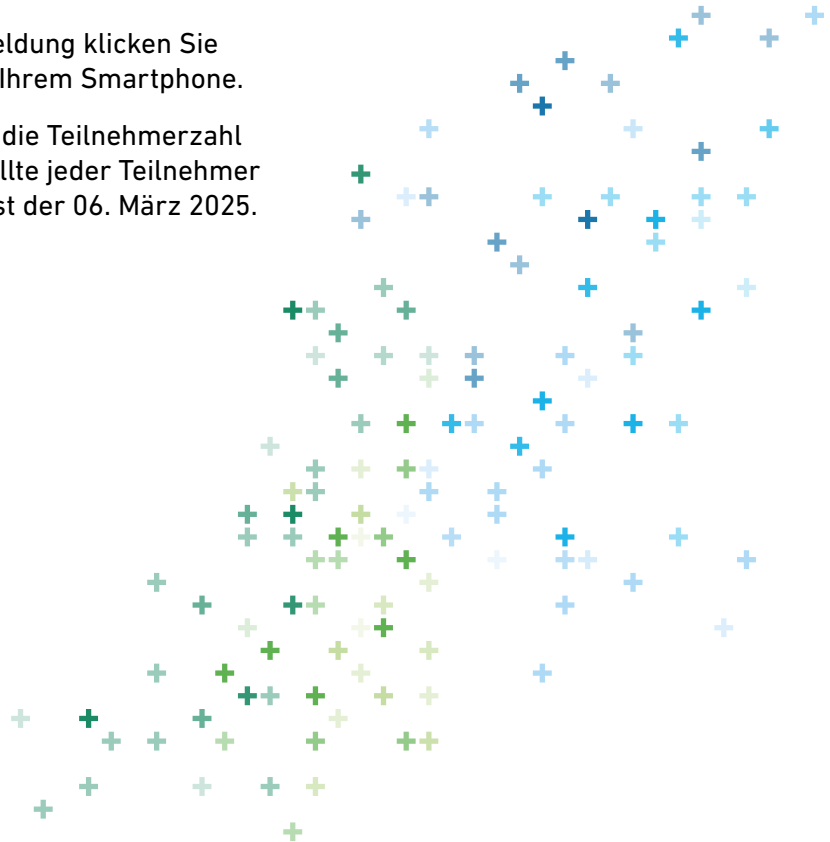 eldung klicken Sie
Ihrem Smartphone.
die Teilnehmerzahl
llte jeder Teilnehmer
st der 06. März 2025.